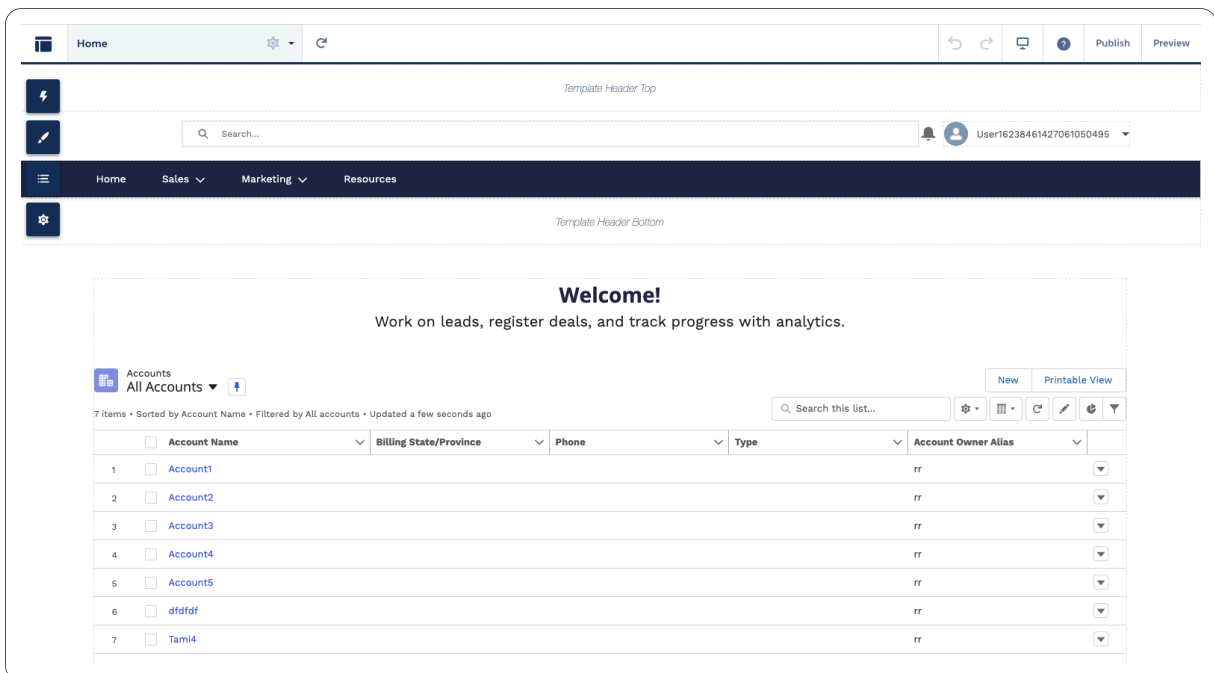 Home Publish Preview
Template Header Top
Search... User16238461427061050495
Home Sales Marketing Resources
Template Header Bottom
Welcome!
Work on leads, register deals, and track progress with analytics.
Accounts
All Accounts
New Printable View
7 items • Sorted by Account Name • Filtered by All accounts • Updated a few seconds ago
Search this list...
Account Name Billing State/Province Phone Type Account Owner Alias
1 Account1 rr
2 Account2 rr
3 Account3 rr
4 Account4 rr
5 Account5 rr
6 dfdfdf rr
7 Tami4 rr